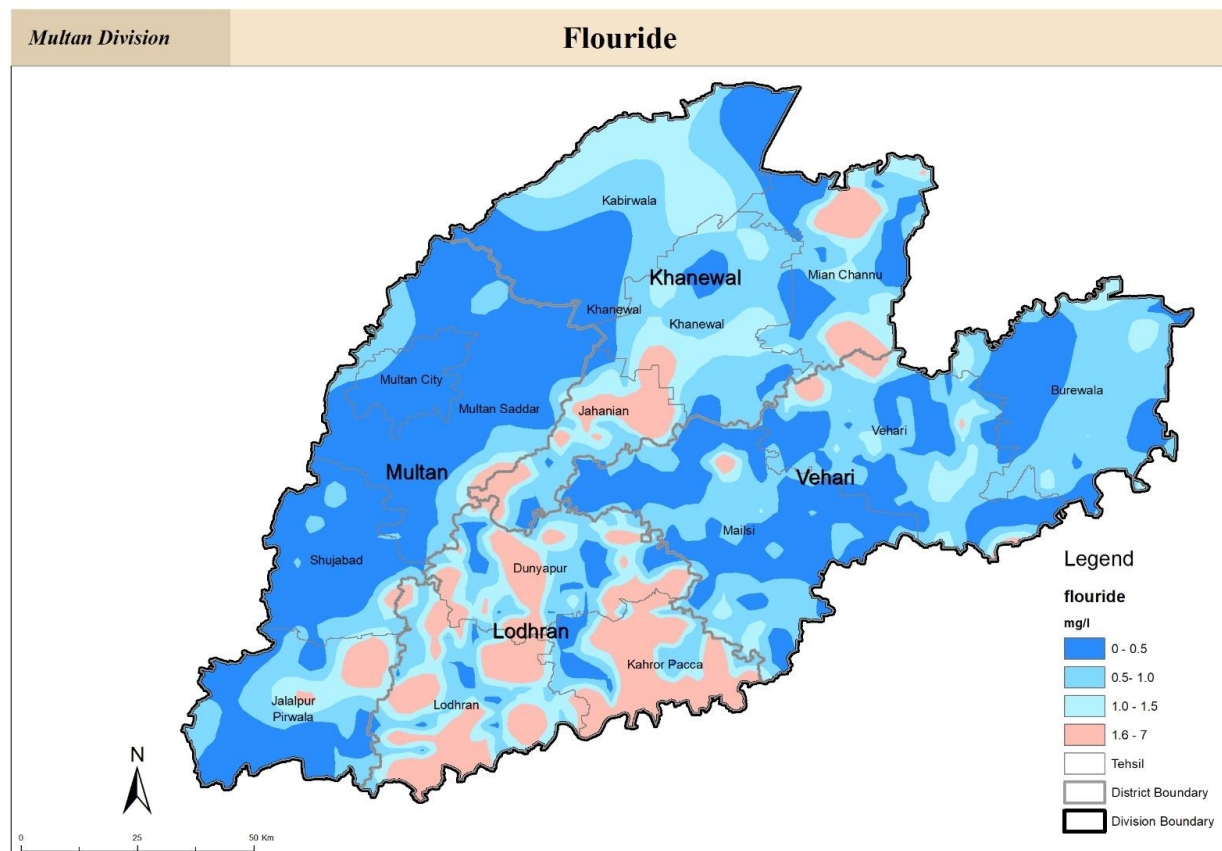 Multan Division
Flouride
Kabirwala
Khanewal
Mian Channu
Khanewal
Khanewal
Multan City
Burewala
Multan Saddar
Jahanian
Vehari
Multan
Vehari
Mailsi
Shujabad
Dunyapur
Lodhran
Kahror Pacca
Jalalpur
Pirwala
Lodhran
Legend
flouride
mg/l
0 - 0.5
0.5- 1.0
1.0 - 1.5
1.6 - 7
Tehsil
District Boundary
Division Boundary
N
0 25 50 Km